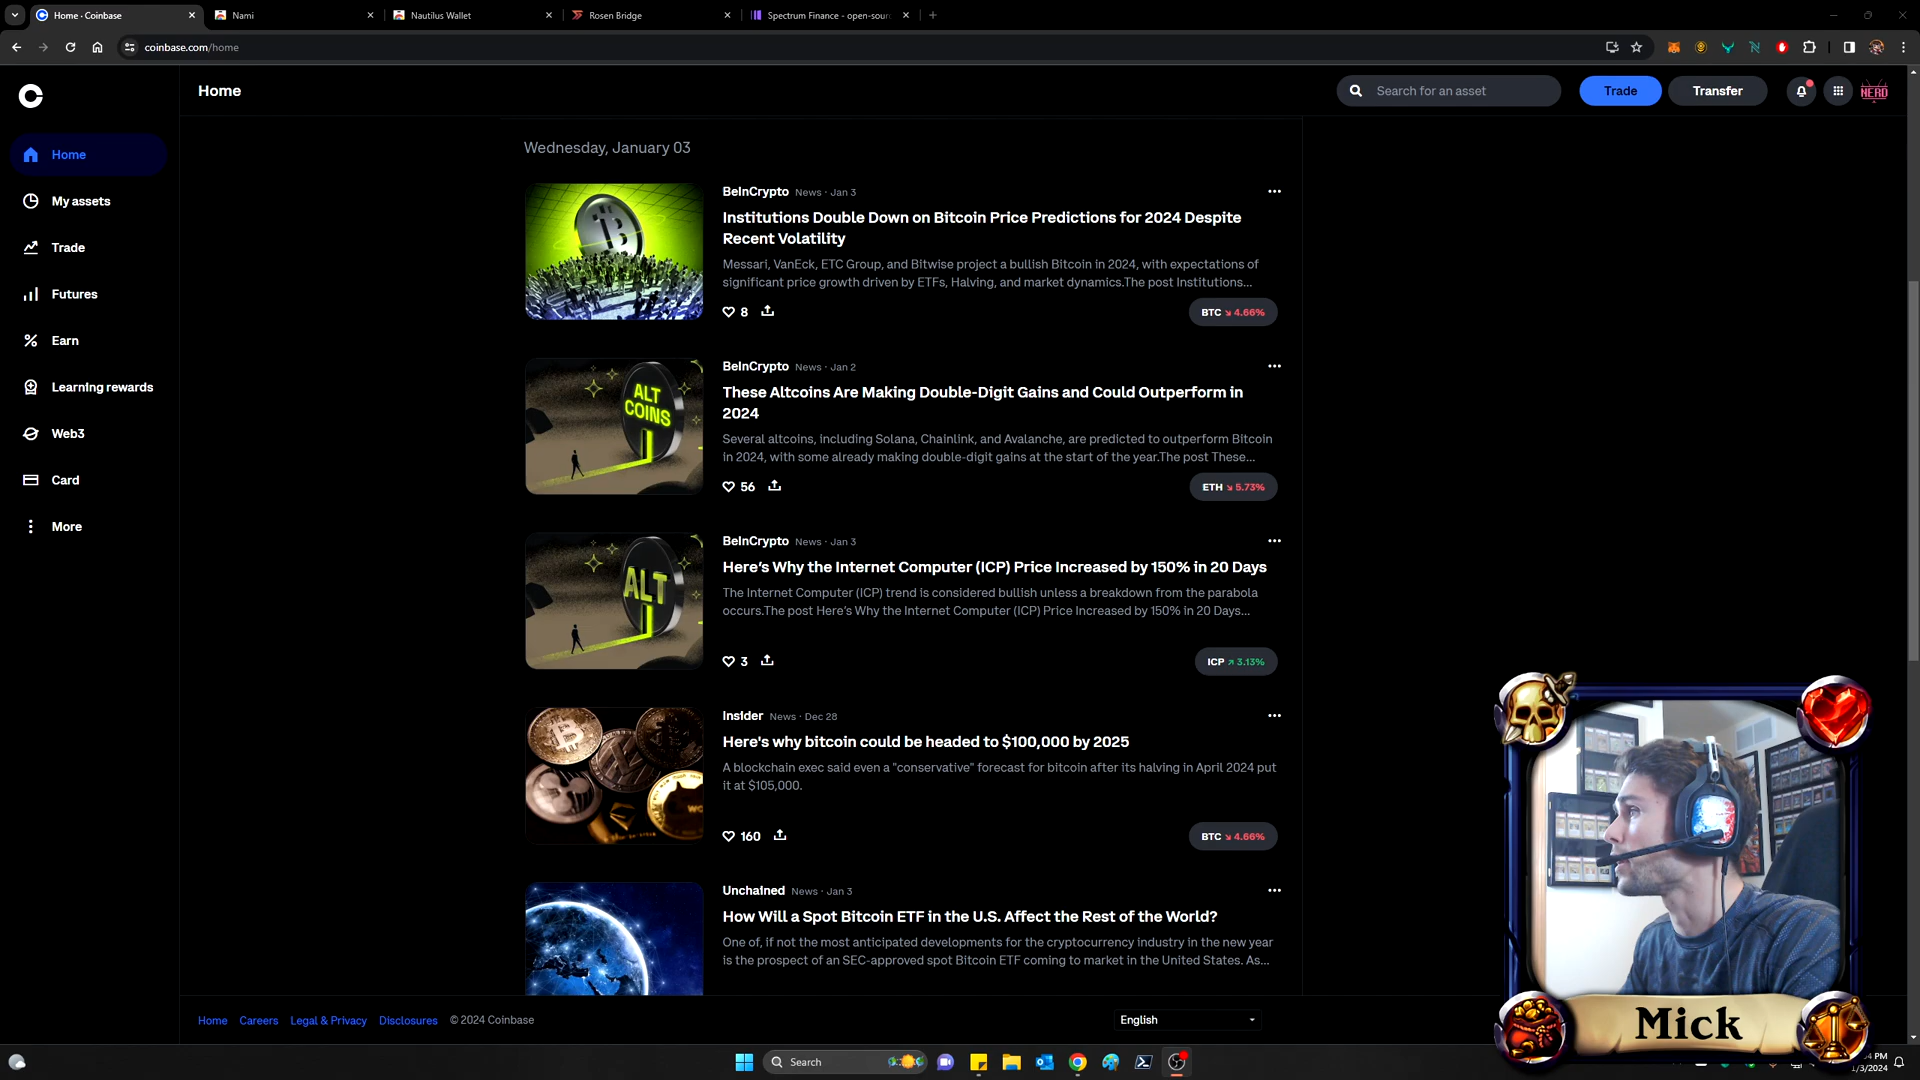 Home - Coinbase
Nami
Nautilus Wallet
Rosen Bridge
Spectrum Finance - open-sour
coinbase.com/home
Home
Search for an asset
Trade
Transfer
NERD
Home
My assets
Trade
Futures
Earn
Learning rewards
Web3
Card
More
Wednesday, January 03
BeInCrypto News · Jan 3
Institutions Double Down on Bitcoin Price Predictions for 2024 Despite
Recent Volatility
Messari, VanEck, ETC Group, and Bitwise project a bullish Bitcoin in 2024, with expectations of
significant price growth driven by ETFs, Halving, and market dynamics.The post Institutions...
8
BTC ↘ 4.66%
ALT
COINS
BeInCrypto News · Jan 2
These Altcoins Are Making Double-Digit Gains and Could Outperform in
2024
Several altcoins, including Solana, Chainlink, and Avalanche, are predicted to outperform Bitcoin
in 2024, with some already making double-digit gains at the start of the year.The post These...
56
ETH ↘ 5.73%
ALT
BeInCrypto News · Jan 3
Here's Why the Internet Computer (ICP) Price Increased by 150% in 20 Days
The Internet Computer (ICP) trend is considered bullish unless a breakdown from the parabola
occurs.The post Here's Why the Internet Computer (ICP) Price Increased by 150% in 20 Days...
3
ICP ↗ 3.13%
Insider News · Dec 28
Here's why bitcoin could be headed to $100,000 by 2025
A blockchain exec said even a "conservative" forecast for bitcoin after its halving in April 2024 put
it at $105,000.
160
BTC ↘ 4.66%
Unchained News · Jan 3
How Will a Spot Bitcoin ETF in the U.S. Affect the Rest of the World?
One of, if not the most anticipated developments for the cryptocurrency industry in the new year
is the prospect of an SEC-approved spot Bitcoin ETF coming to market in the United States. As...
Home
Careers
Legal & Privacy
Disclosures
© 2024 Coinbase
English
Mick
Search
PM
1/3/2024